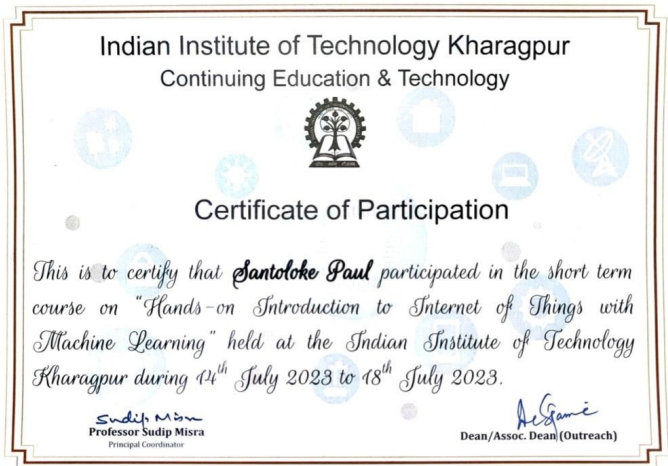 Indian Institute of Technology Kharagpur
Continuing Education & Technology
Certificate of Participation
This is to certify that Santoloke Paul participated in the short term
course on "Hands-on Introduction to Internet of Things with
Machine Learning" held at the Indian Institute of Technology
Kharagpur during 14th July 2023 to 18th July 2023.
Sudip Misra
Professor Sudip Misra
Principal Coordinator
Dean/Assoc. Dean (Outreach)